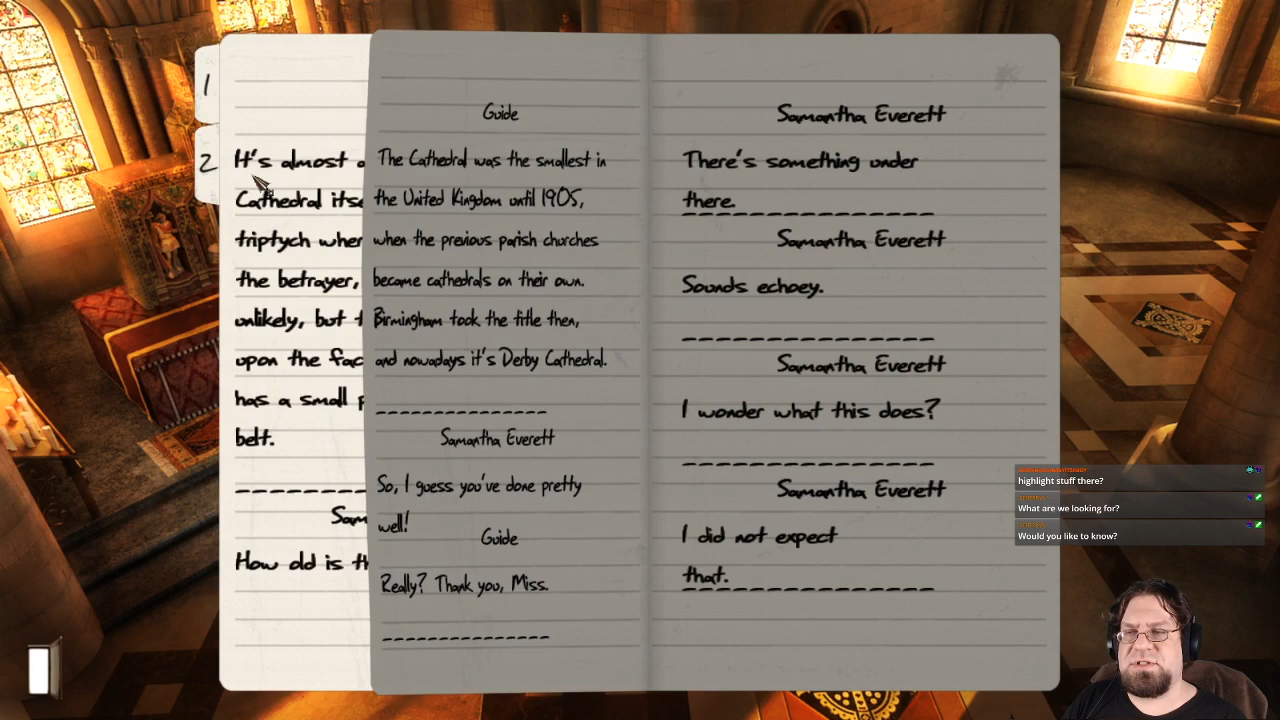 1
2
It's almost
Cathedral itse
triptych wher
the betrayer,
unlikely, but t
upon the fac
has a small
belt.
Sam
How old is th
Guide
The Cathedral was the smallest in
the United Kingdom until 1905,
when the previous parish churches
became cathedrals on their own.
Birmingham took the title then,
and nowadays it's Derby Cathedral.
Samantha Everett
So, I guess you've done pretty
well!
Guide
Really? Thank you, Miss.
Samantha Everett
There's something under
there.
Samantha Everett
Sounds echoey.
Samantha Everett
I wonder what this does?
Samantha Everett
I did not expect
that.
highlight stuff there?
What are we looking for?
Would you like to know?